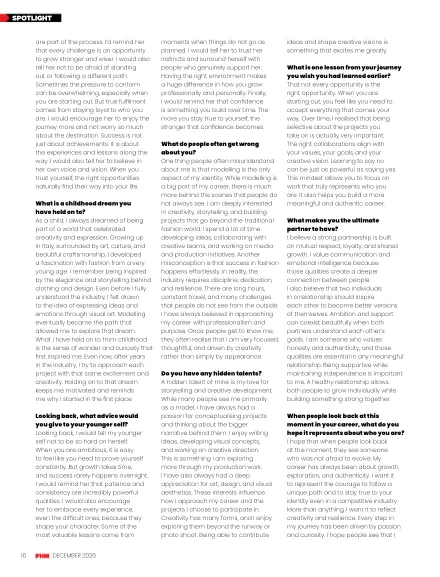 SPOTLIGHT
are part of the process. I'd remind her
that every challenge is an opportunity
to grow stronger and wiser. I would also
tell her not to be afraid of standing
out or following a different path.
Sometimes the pressure to conform
can be overwhelming, especially when
you are starting out. But true fulfilment
comes from staying loyal to who you
are. I would encourage her to enjoy the
journey more and not worry so much
about the destination. Success is not
just about achievements. It is about
the experiences and lessons along the
way. I would also tell her to believe in
her own voice and vision. When you
trust yourself, the right opportunities
naturally find their way into your life.
What is a childhood dream you
have held on to?
As a child, I always dreamed of being
part of a world that celebrated
creativity and expression. Growing up
in Italy, surrounded by art, culture, and
beautiful craftsmanship, I developed
a fascination with fashion from a very
young age. I remember being inspired
by the elegance and storytelling behind
clothing and design. Even before I fully
understood the industry, I felt drawn
to the idea of expressing ideas and
emotions through visual art. Modelling
eventually became the path that
allowed me to explore that dream.
What I have held on to from childhood
is the sense of wonder and curiosity that
first inspired me. Even now, after years
in the industry, I try to approach each
project with that same excitement and
creativity. Holding on to that dream
keeps me motivated and reminds
me why I started in the first place.
Looking back, what advice would
you give to your younger self?
Looking back, I would tell my younger
self not to be so hard on herself.
When you are ambitious, it is easy
to feel like you need to prove yourself
constantly. But growth takes time,
and success rarely happens overnight.
I would remind her that patience and
consistency are incredibly powerful
qualities. I would also encourage
her to embrace every experience,
even the difficult ones, because they
shape your character. Some of the
most valuable lessons come from
moments when things do not go as
planned. I would tell her to trust her
instincts and surround herself with
people who genuinely support her.
Having the right environment makes
a huge difference in how you grow
professionally and personally. Finally,
I would remind her that confidence
is something you build over time. The
more you stay true to yourself, the
stronger that confidence becomes.
What do people often get wrong
about you?
One thing people often misunderstand
about me is that modelling is the only
aspect of my identity. While modelling is
a big part of my career, there is much
more behind the scenes that people do
not always see. I am deeply interested
in creativity, storytelling, and building
projects that go beyond the traditional
fashion world. I spend a lot of time
developing ideas, collaborating with
creative teams, and working on media
and production initiatives. Another
misconception is that success in fashion
happens effortlessly. In reality, the
industry requires discipline, dedication,
and resilience. There are long hours,
constant travel, and many challenges
that people do not see from the outside.
I have always believed in approaching
my career with professionalism and
purpose. Once people get to know me,
they often realise that I am very focused,
thoughtful, and driven by creativity
rather than simply by appearance.
Do you have any hidden talents?
A hidden talent of mine is my love for
storytelling and creative development.
While many people see me primarily
as a model, I have always had a
passion for conceptualising projects
and thinking about the bigger
narrative behind them. I enjoy writing
ideas, developing visual concepts,
and working on creative direction.
This is something I am exploring
more through my production work.
I have also always had a deep
appreciation for art, design, and visual
aesthetics. These interests influence
how I approach my career and the
projects I choose to participate in.
Creativity has many forms, and I enjoy
exploring them beyond the runway or
photo shoot. Being able to contribute
ideas and shape creative visions is
something that excites me greatly.
What is one lesson from your journey
you wish you had learned earlier?
That not every opportunity is the
right opportunity. When you are
starting out, you feel like you need to
accept everything that comes your
way. Over time, I realised that being
selective about the projects you
take on is actually very important.
The right collaborations align with
your values, your goals, and your
creative vision. Learning to say no
can be just as powerful as saying yes.
This mindset allows you to focus on
work that truly represents who you
are. It also helps you build a more
meaningful and authentic career.
What makes you the ultimate
partner to have?
I believe a strong partnership is built
on mutual respect, loyalty, and shared
growth. I value communication and
emotional intelligence because
those qualities create a deeper
connection between people.
I also believe that two individuals
in a relationship should inspire
each other to become better versions
of themselves. Ambition and support
can coexist beautifully when both
partners understand each other's
goals. I am someone who values
honesty and authenticity, and those
qualities are essential in any meaningful
relationship. Being supportive while
maintaining independence is important
to me. A healthy relationship allows
both people to grow individually while
building something strong together.
When people look back at this
moment in your career, what do you
hope it represents about who you are?
I hope that when people look back
at this moment, they see someone
who was not afraid to evolve. My
career has always been about growth,
exploration, and authenticity. I want it
to represent the courage to follow a
unique path and to stay true to your
identity even in a competitive industry.
More than anything, I want it to reflect
creativity and resilience. Every step in
my journey has been driven by passion
and curiosity. I hope people see that I
16 FHM DECEMBER 2026